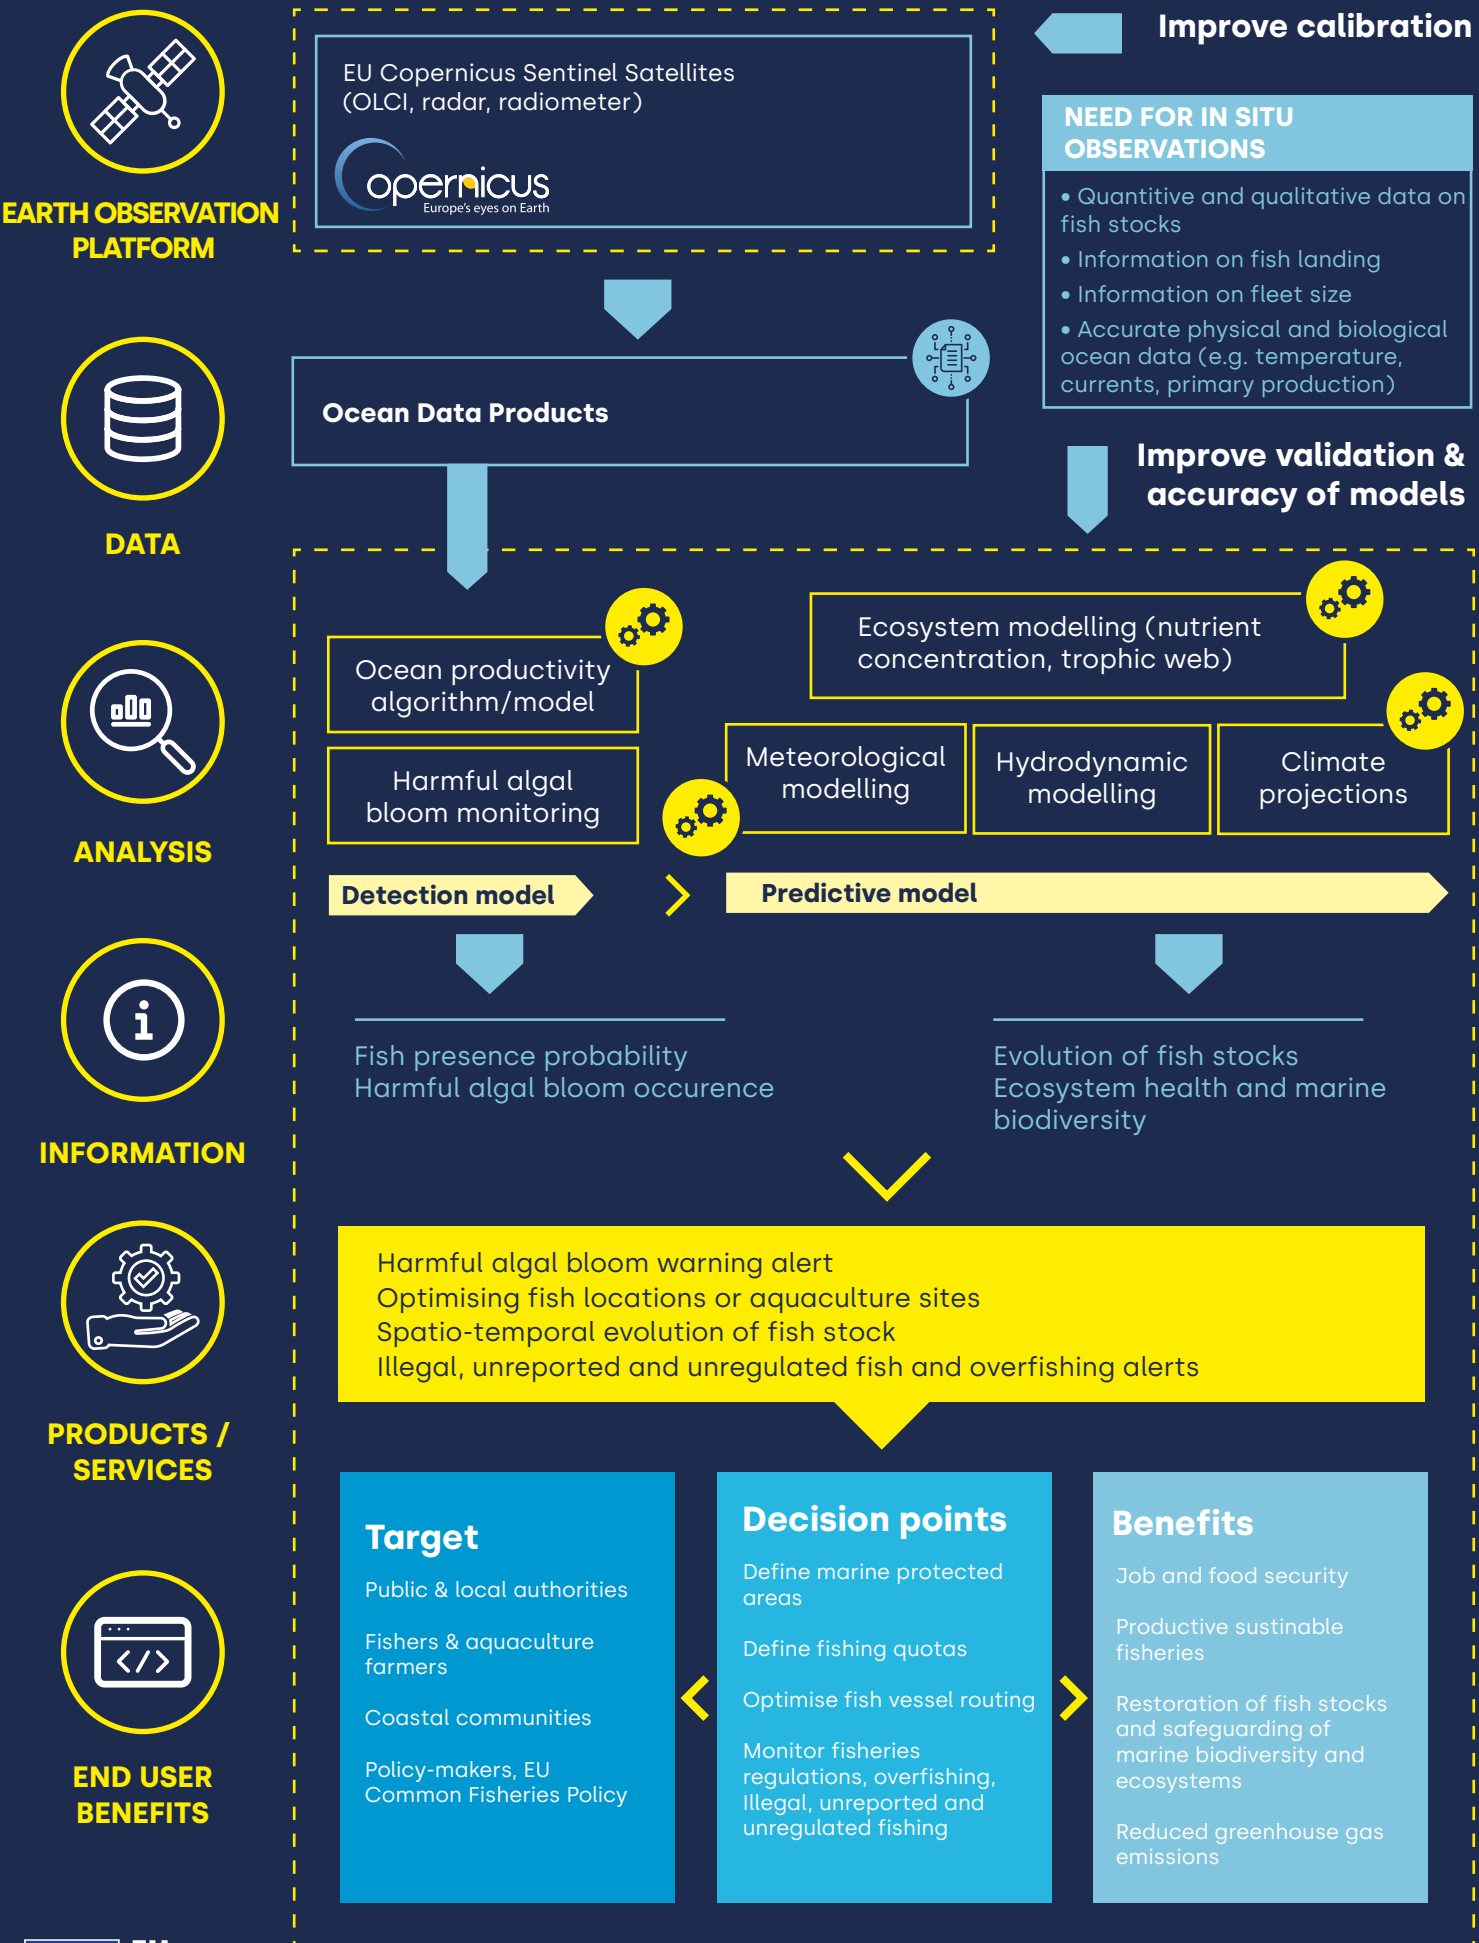 EARTH OBSERVATION
PLATFORM
EU Copernicus Sentinel Satellites
(OLCI, radar, radiometer)
opernicus
Europe's eyes on Earth
Improve calibration
NEED FOR IN SITU
OBSERVATIONS
• Quantitive and qualitative data on
fish stocks
• Information on fish landing
• Information on fleet size
• Accurate physical and biological
ocean data (e.g. temperature,
currents, primary production)
Improve validation &
accuracy of models
DATA
Ocean Data Products
ANALYSIS
Ocean productivity
algorithm/model
Harmful algal
bloom monitoring
Ecosystem modelling (nutrient
concentration, trophic web)
Meteorological
modelling
Hydrodynamic
modelling
Climate
projections
Detection model
Predictive model
INFORMATION
Fish presence probability
Harmful algal bloom occurence
Evolution of fish stocks
Ecosystem health and marine
biodiversity
PRODUCTS /
SERVICES
Harmful algal bloom warning alert
Optimising fish locations or aquaculture sites
Spatio-temporal evolution of fish stock
Illegal, unreported and unregulated fish and overfishing alerts
END USER
BENEFITS
Target
Public & local authorities
Fishers & aquaculture
farmers
Coastal communities
Policy-makers, EU
Common Fisheries Policy
Decision points
Define marine protected
areas
Define fishing quotas
Optimise fish vessel routing
Monitor fisheries
regulations, overfishing,
Illegal, unreported and
unregulated fishing
Benefits
Job and food security
Productive sustinable
fisheries
Restoration of fish stocks
and safeguarding of
marine biodiversity and
ecosystems
Reduced greenhouse gas
emissions